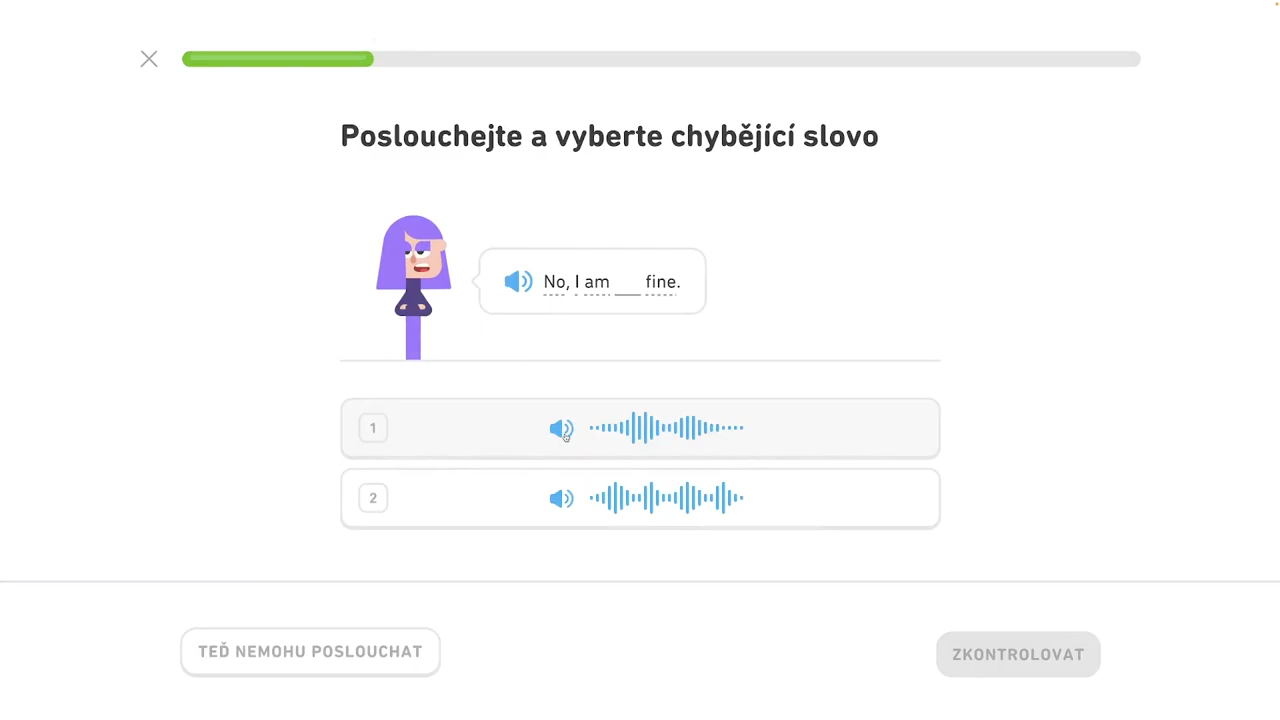 Poslouchejte a vyberte chybějící slovo
No, I am ___ fine.
1
2
TEĎ NEMOHU POSLOUCHAT
ZKONTROLOVAT